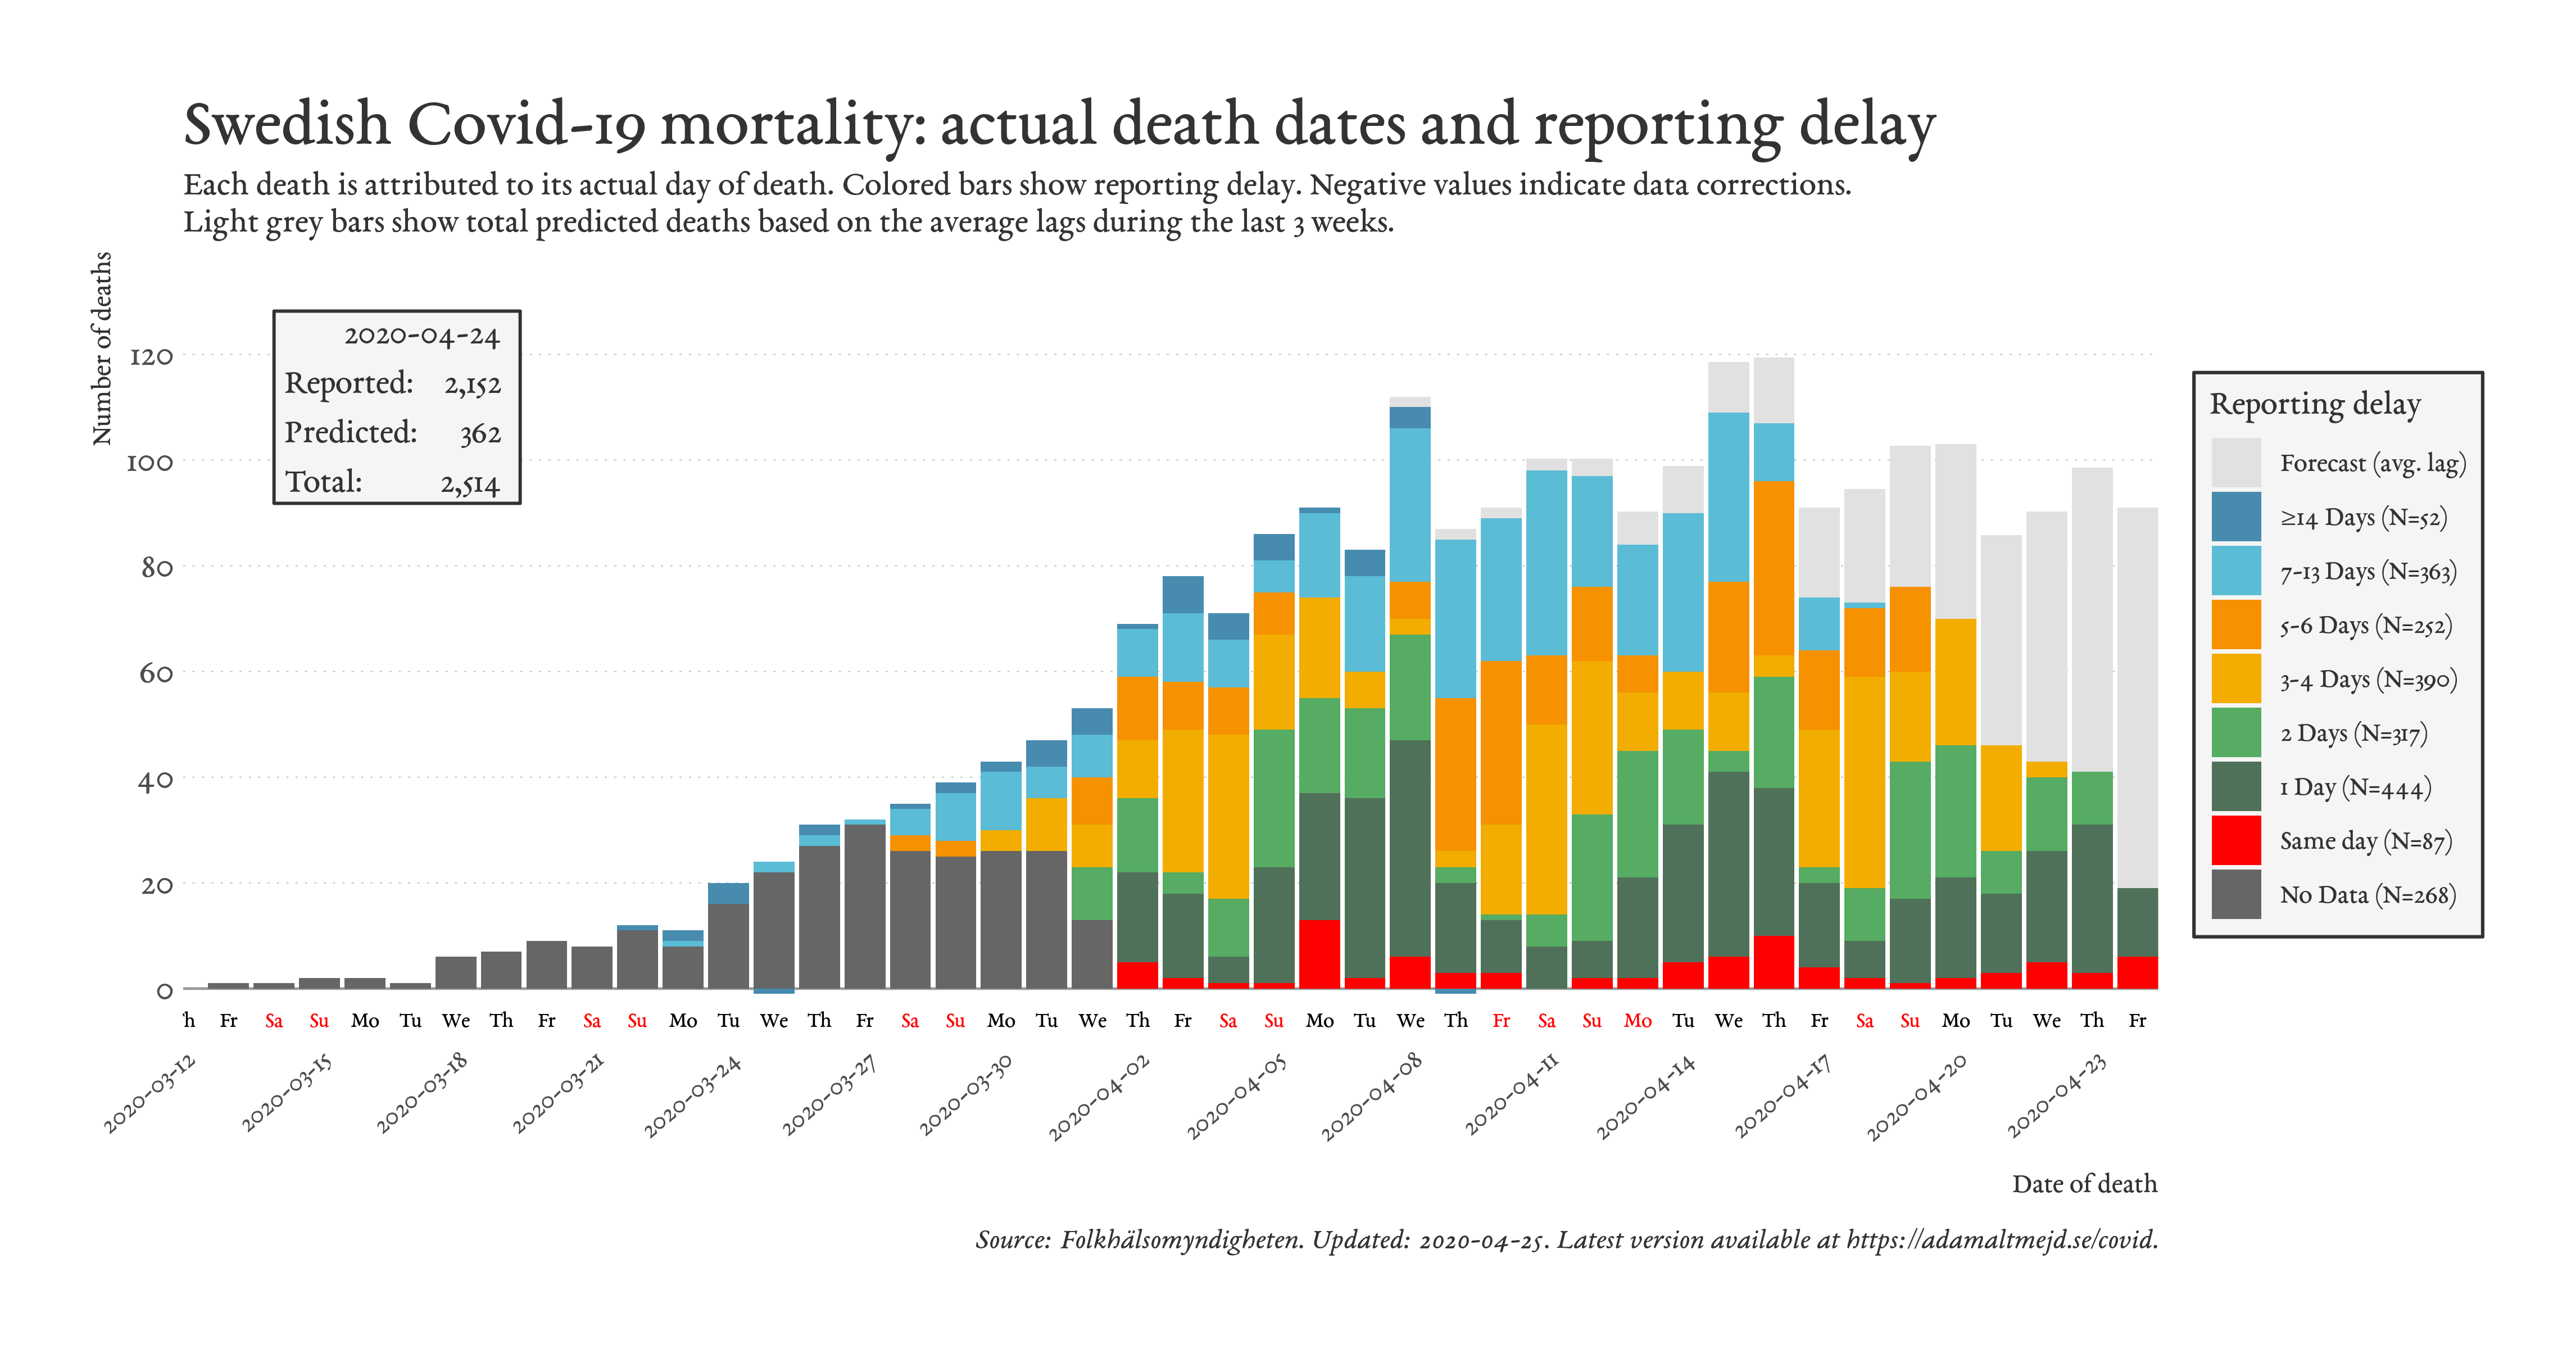 Swedish Covid-19 mortality: actual death dates and reporting delay
Each death is attributed to its actual day of death. Colored bars show reporting delay. Negative values indicate data corrections.
Light grey bars show total predicted deaths based on the average lags during the last 3 weeks.
Number of deaths
2020-04-24
Reported: 2,152
Predicted: 362
Total: 2,514
120
100
80
60
40
20
0
Reporting delay
Forecast (avg. lag)
≥14 Days (N=52)
7-13 Days (N=363)
5-6 Days (N=252)
3-4 Days (N=390)
2 Days (N=317)
1 Day (N=444)
Same day (N=87)
No Data (N=268)
h Fr Sa Su Mo Tu We Th Fr Sa Su Mo Tu We Th Fr Sa Su Mo Tu We Th Fr Sa Su Mo Tu We Th Fr Sa Su Mo Tu We Th Fr Sa Su Mo Tu We Th Fr
2020-03-12 2020-03-15 2020-03-18 2020-03-21 2020-03-24 2020-03-27 2020-03-30 2020-04-02 2020-04-05 2020-04-08 2020-04-11 2020-04-14 2020-04-17 2020-04-20 2020-04-23
Date of death
Source: Folkhälsomyndigheten. Updated: 2020-04-25. Latest version available at https://adamaltmejd.se/covid.